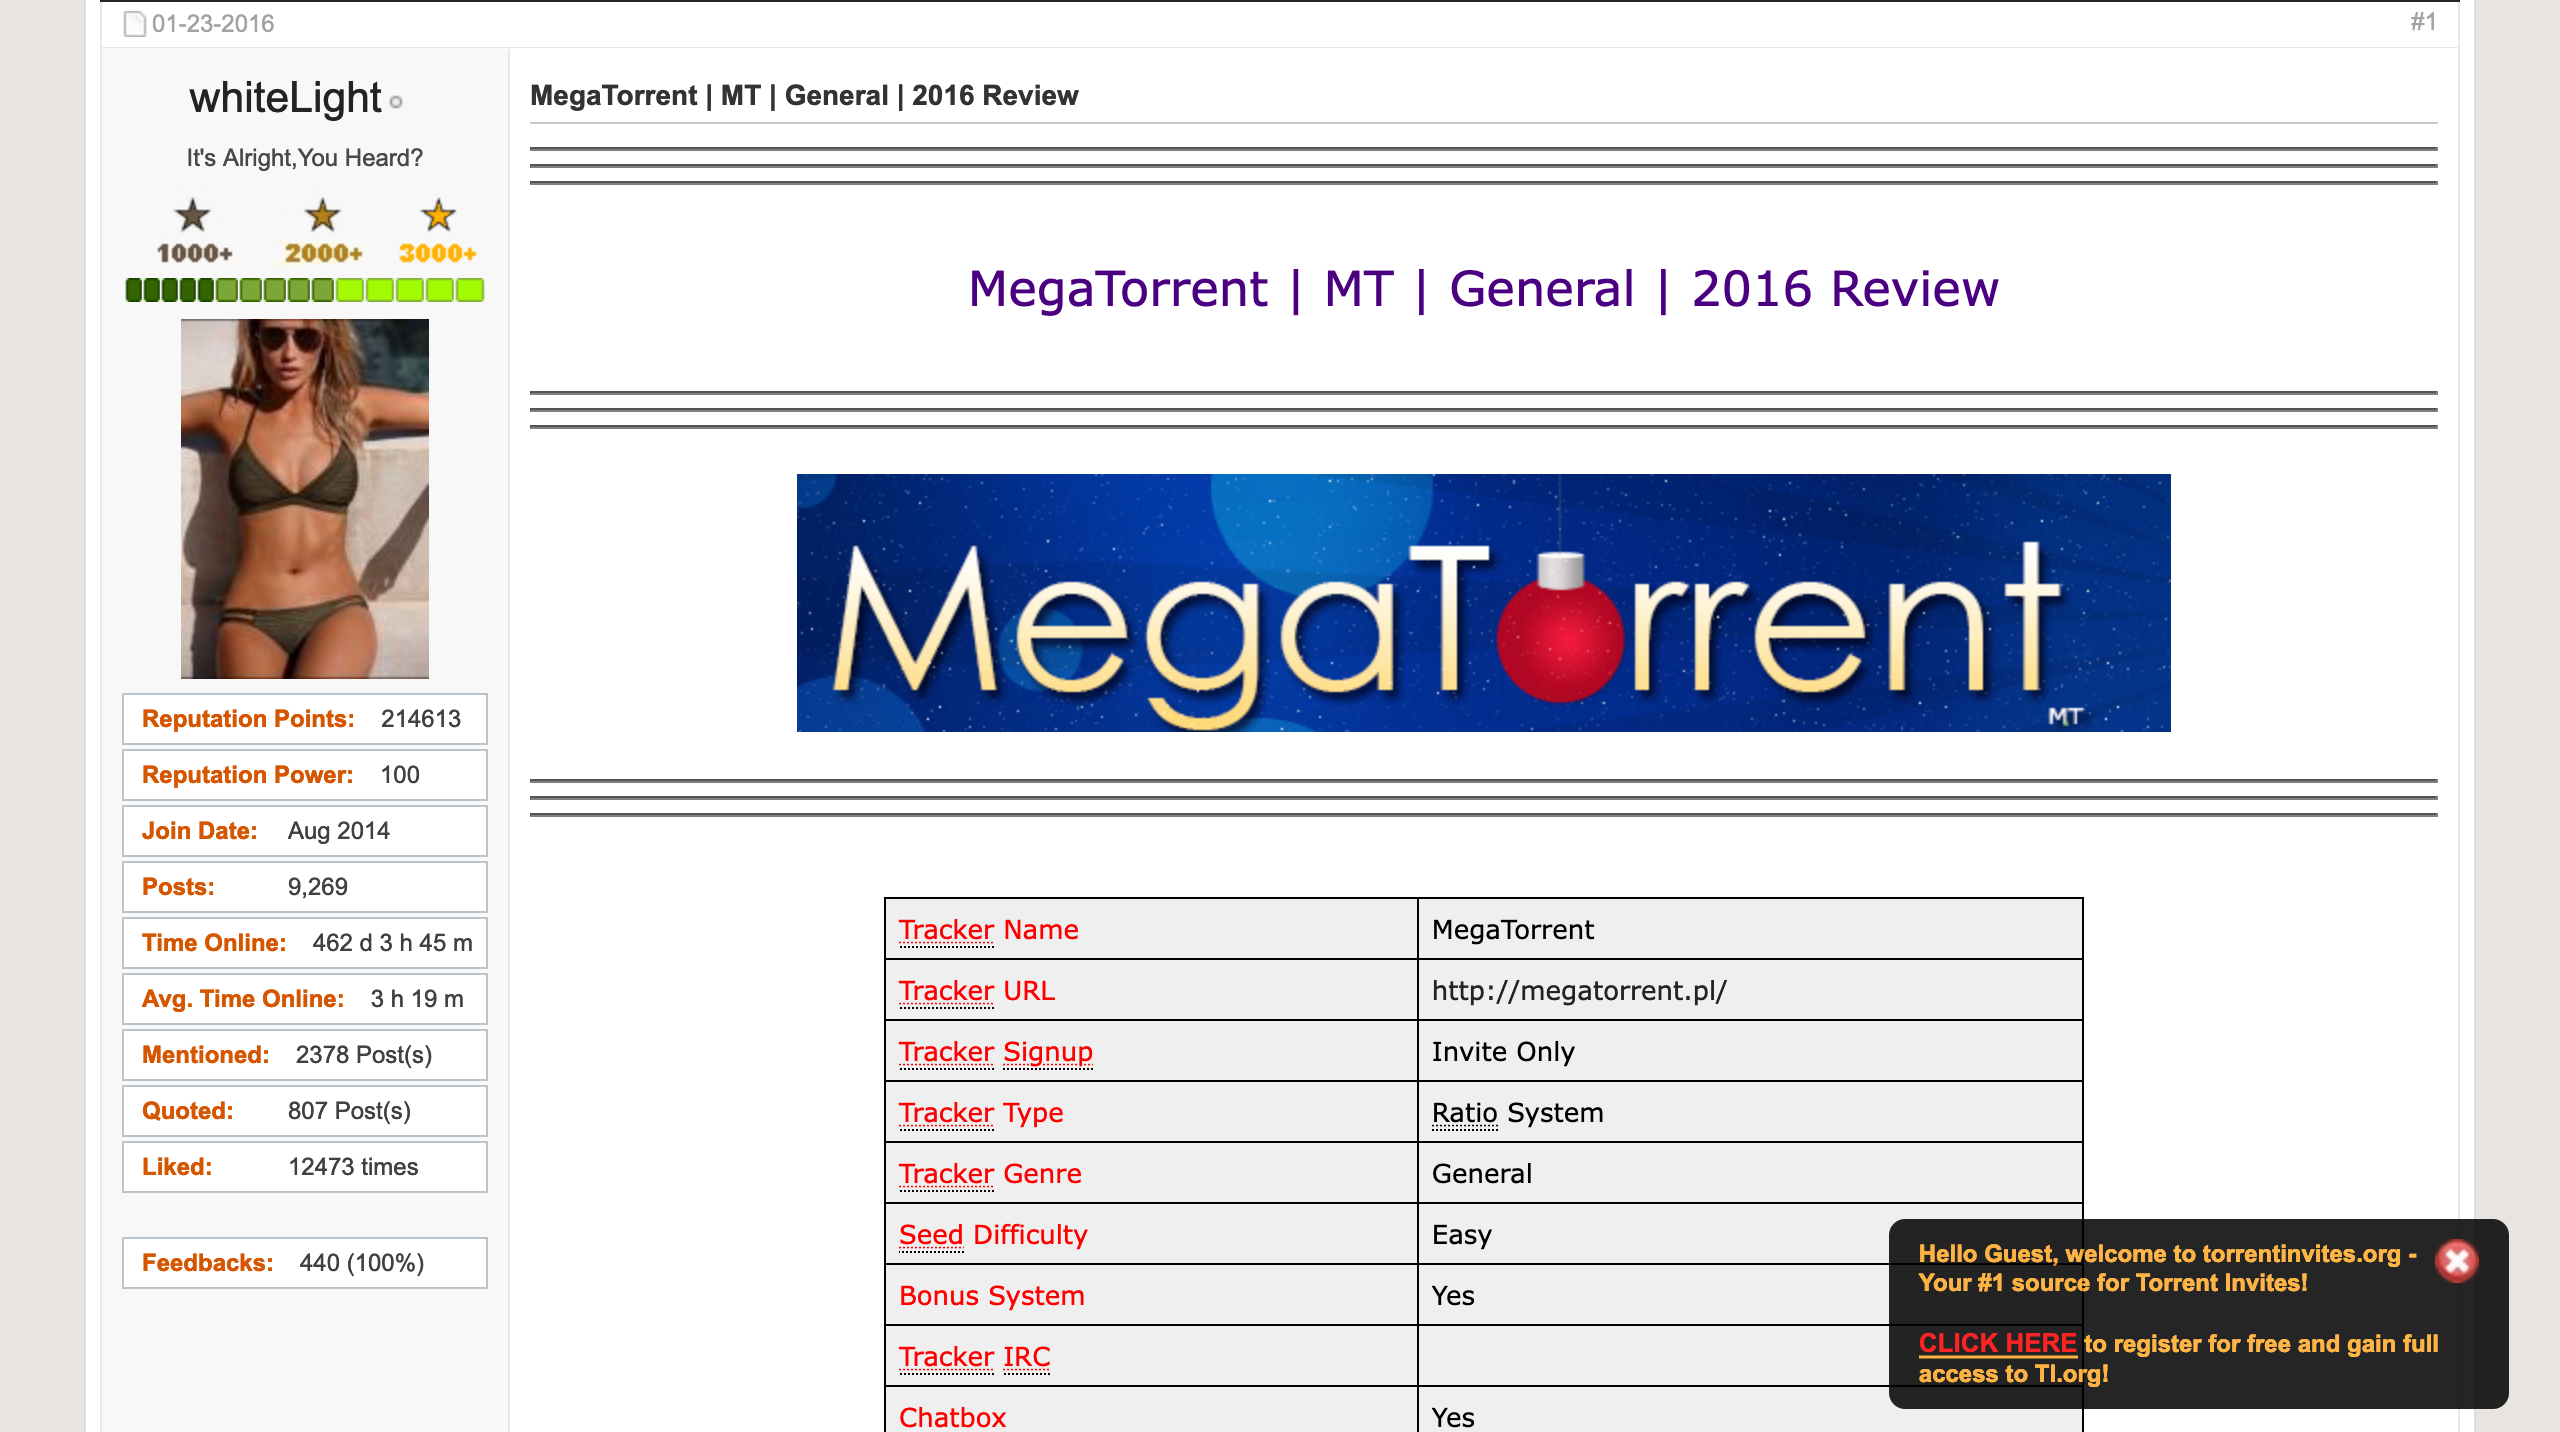 01-23-2016
#1
whiteLight
It's Alright,You Heard?
1000+ 2000+ 3000+
Reputation Points: 214613
Reputation Power: 100
Join Date: Aug 2014
Posts: 9,269
Time Online: 462 d 3 h 45 m
Avg. Time Online: 3 h 19 m
Mentioned: 2378 Post(s)
Quoted: 807 Post(s)
Liked: 12473 times
Feedbacks: 440 (100%)
MegaTorrent | MT | General | 2016 Review
MegaTorrent | MT | General | 2016 Review
MegaTorrent
MT
Tracker Name MegaTorrent
Tracker URL http://megatorrent.pl/
Tracker Signup Invite Only
Tracker Type Ratio System
Tracker Genre General
Seed Difficulty Easy
Bonus System Yes
Tracker IRC
Chatbox Yes
Hello Guest, welcome to torrentinvites.org -
Your #1 source for Torrent Invites!
CLICK HERE to register for free and gain full
access to TI.org!